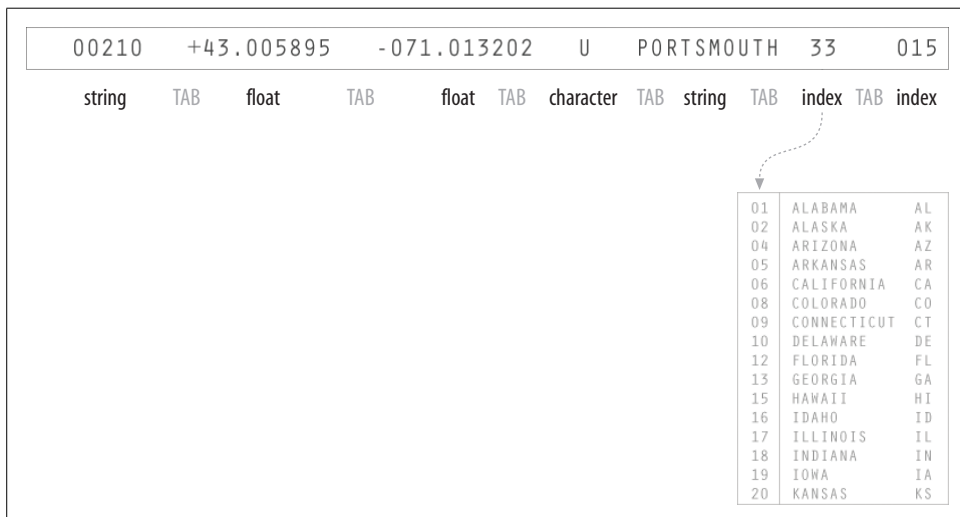 00210 +43.005895 -071.013202 U PORTSMOUTH 33 015
string TAB float TAB float TAB character TAB string TAB index TAB index
01 ALABAMA AL
02 ALASKA AK
04 ARIZONA AZ
05 ARKANSAS AR
06 CALIFORNIA CA
08 COLORADO CO
09 CONNECTICUT CT
10 DELAWARE DE
12 FLORIDA FL
13 GEORGIA GA
15 HAWAII HI
16 IDAHO ID
17 ILLINOIS IL
18 INDIANA IN
19 IOWA IA
20 KANSAS KS